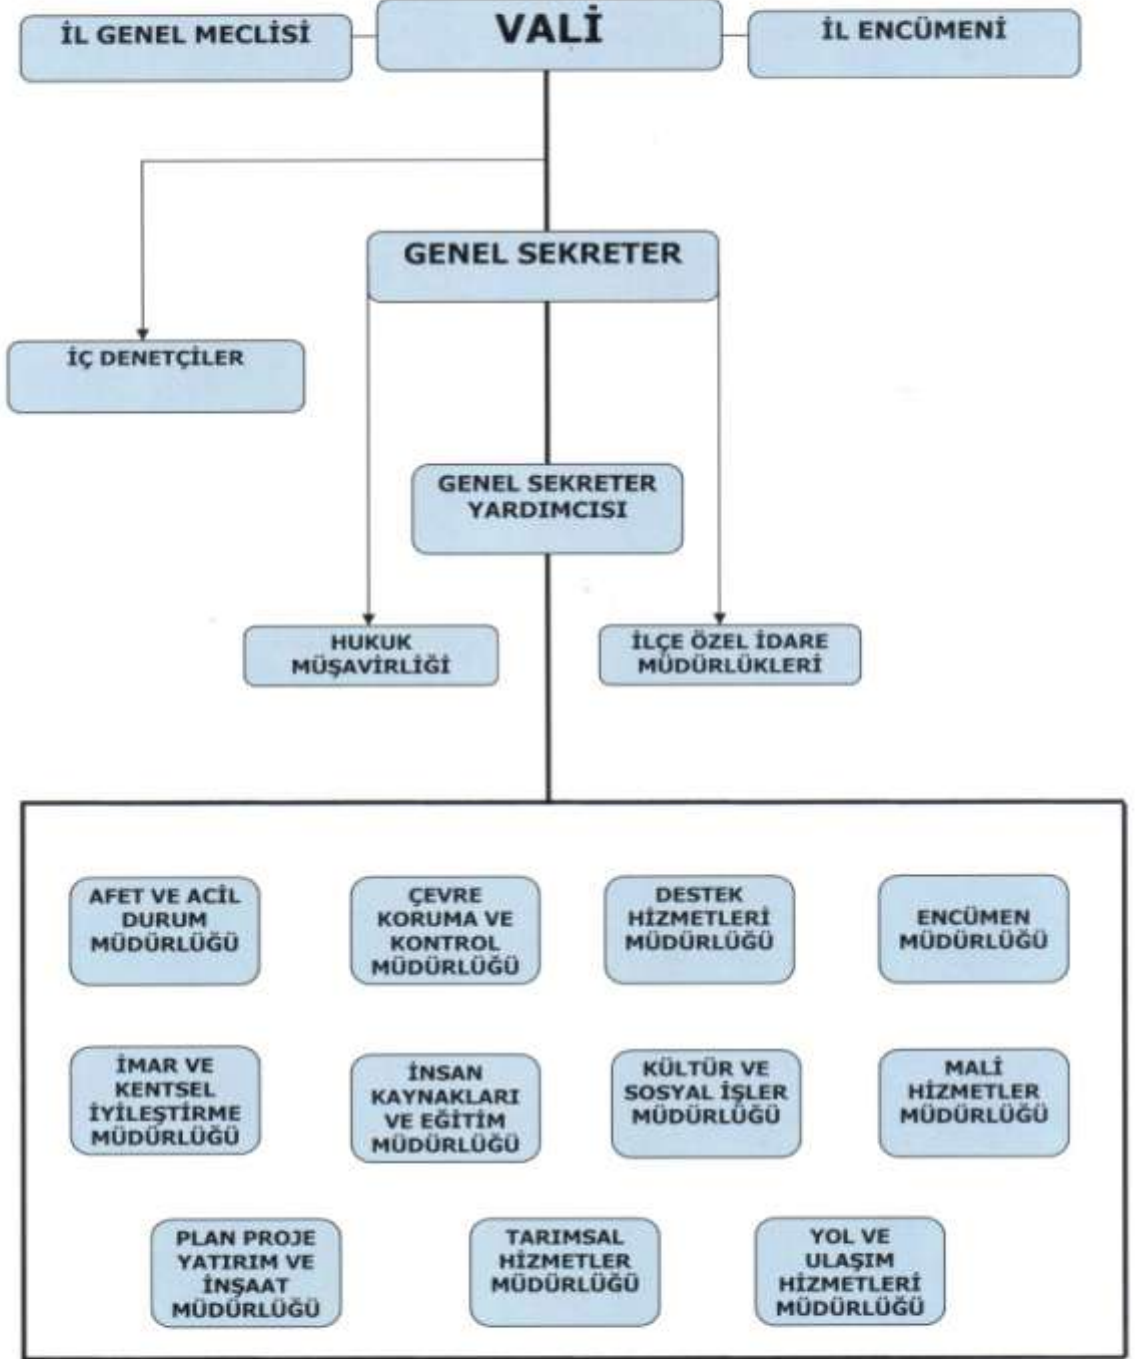 İL GENEL MECLİSİ
VALİ
İL ENCÜMENİ
GENEL SEKRETER
İÇ DENETÇİLER
GENEL SEKRETER
YARDIMCISI
HUKUK
MÜŞAVİRLİĞİ
İLÇE ÖZEL İDARE
MÜDÜRLÜKLERİ
AFET VE ACİL
DURUM
MÜDÜRLÜĞÜ
ÇEVRE
KORUMA VE
KONTROL
MÜDÜRLÜĞÜ
DESTEK
HİZMETLERİ
MÜDÜRLÜĞÜ
ENCÜMEN
MÜDÜRLÜĞÜ
İMAR VE
KENTSEL
İYİLEŞTİRME
MÜDÜRLÜĞÜ
İNSAN
KAYNAKLARI
VE EĞİTİM
MÜDÜRLÜĞÜ
KÜLTÜR VE
SOSYAL İŞLER
MÜDÜRLÜĞÜ
MALİ
HİZMETLER
MÜDÜRLÜĞÜ
PLAN PROJE
YATIRIM VE
İNŞAAT
MÜDÜRLÜĞÜ
TARIMSAL
HİZMETLER
MÜDÜRLÜĞÜ
YOL VE
ULAŞIM
HİZMETLERİ
MÜDÜRLÜĞÜ